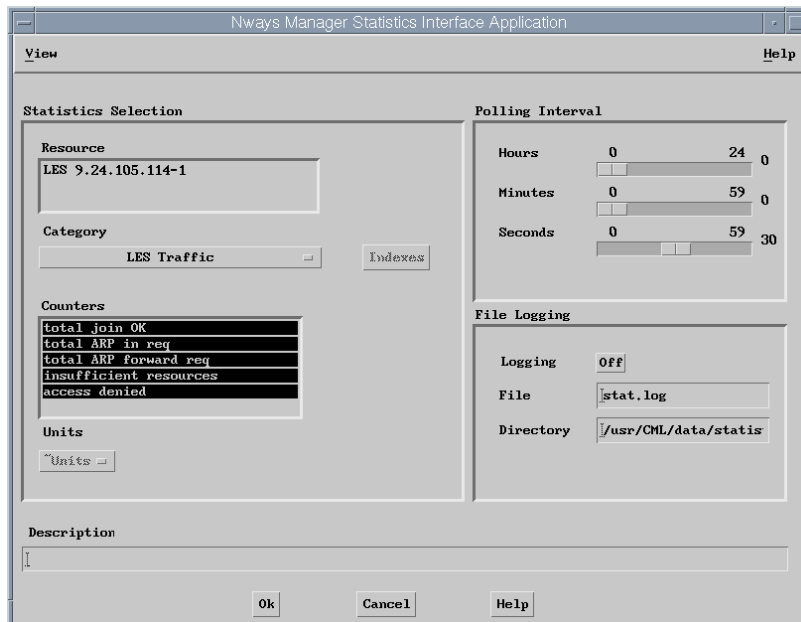 Nways Manager Statistics Interface Application
View Help
Statistics Selection
Resource
LES 9.24.105.114-1
Category
LES Traffic Indexes
Counters
total join OK
total ARP in req
total ARP forward req
insufficient resources
access denied
Units
~Units
Polling Interval
Hours 0 24 0
Minutes 0 59 0
Seconds 0 59 30
File Logging
Logging Off
File stat.log
Directory /usr/CML/data/statis
Description
Ok Cancel Help